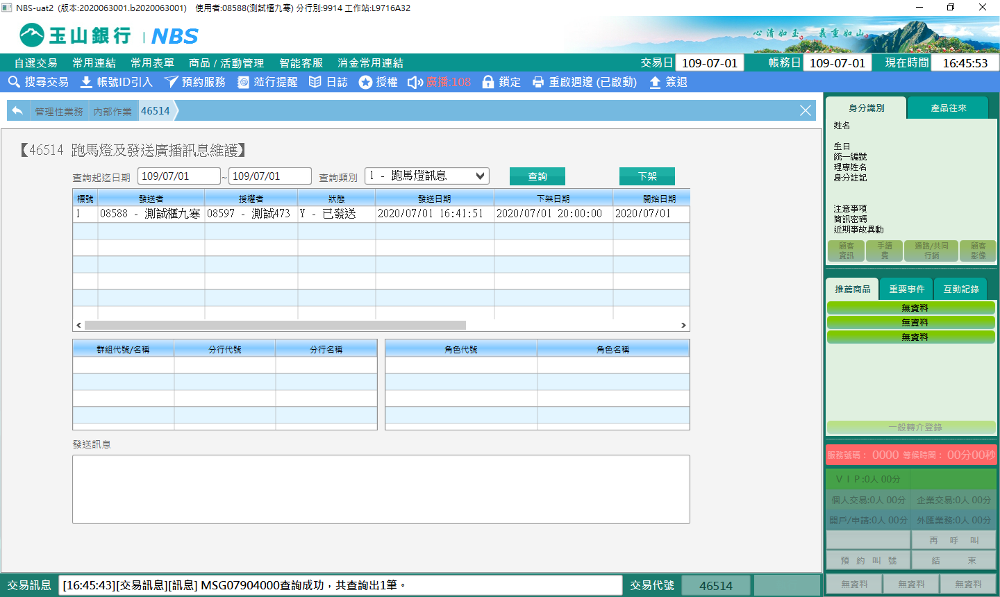 NBS-uat2 (版本:2020063001.b2020063001) 使用者:08588(測試櫃九寒) 分行別:9914 工作站:L9716A32
玉山銀行 | NBS
心清如玉。義重如山。
自選交易 常用連結 常用表單 商品 / 活動管理 智能客服 消金常用連結
交易日 109-07-01 帳務日 109-07-01 現在時間 16:45:53
搜尋交易 帳號ID引入 預約服務 蒞行提醒 日誌 授權 廣播:108 鎖定 重啟週邊 (已啟動) 簽退
管理性業務 內部作業 46514
【46514 跑馬燈及發送廣播訊息維護】
查詢起迄日期 109/07/01 ~ 109/07/01 查詢類別 1 - 跑馬燈訊息 查詢 下架
標號 發送者 授權者 狀態 發送日期 下架日期 開始日期
1 08588 - 測試櫃九寒 08597 - 測試473 Y - 已發送 2020/07/01 16:41:51 2020/07/01 20:00:00 2020/07/01
群組代號/名稱 分行代號 分行名稱
角色代號 角色名稱
發送訊息
交易訊息 [16:45:43][交易訊息][訊息] MSG07904000查詢成功，共查詢出1筆。 交易代號 46514
身分識別 產品往來
姓名
生日
統一編號
理專姓名
身分註記
注意事項
簡訊密碼
近期事故異動
顧客資訊 手續費 通路/共同行銷 顧客影像
推薦商品 重要事件 互動記錄
無資料
無資料
無資料
一般轉介登錄
服務號碼： 0000 等候時間： 00分00秒
ＶＩＰ:0人 00分
個人交易:0人 00分 企業交易:0人 00分
開戶/申請:0人 00分 外匯業務:0人 00分
再 呼 叫
預 約 叫 號 結 束
無資料 無資料 無資料